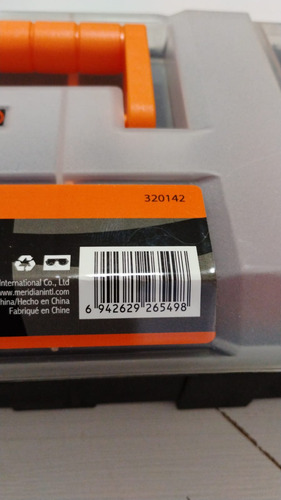 320142
International Co., Ltd
www.meridianintl.com
China/Hecho en China
Fabriqué en Chine
6 942629 265498